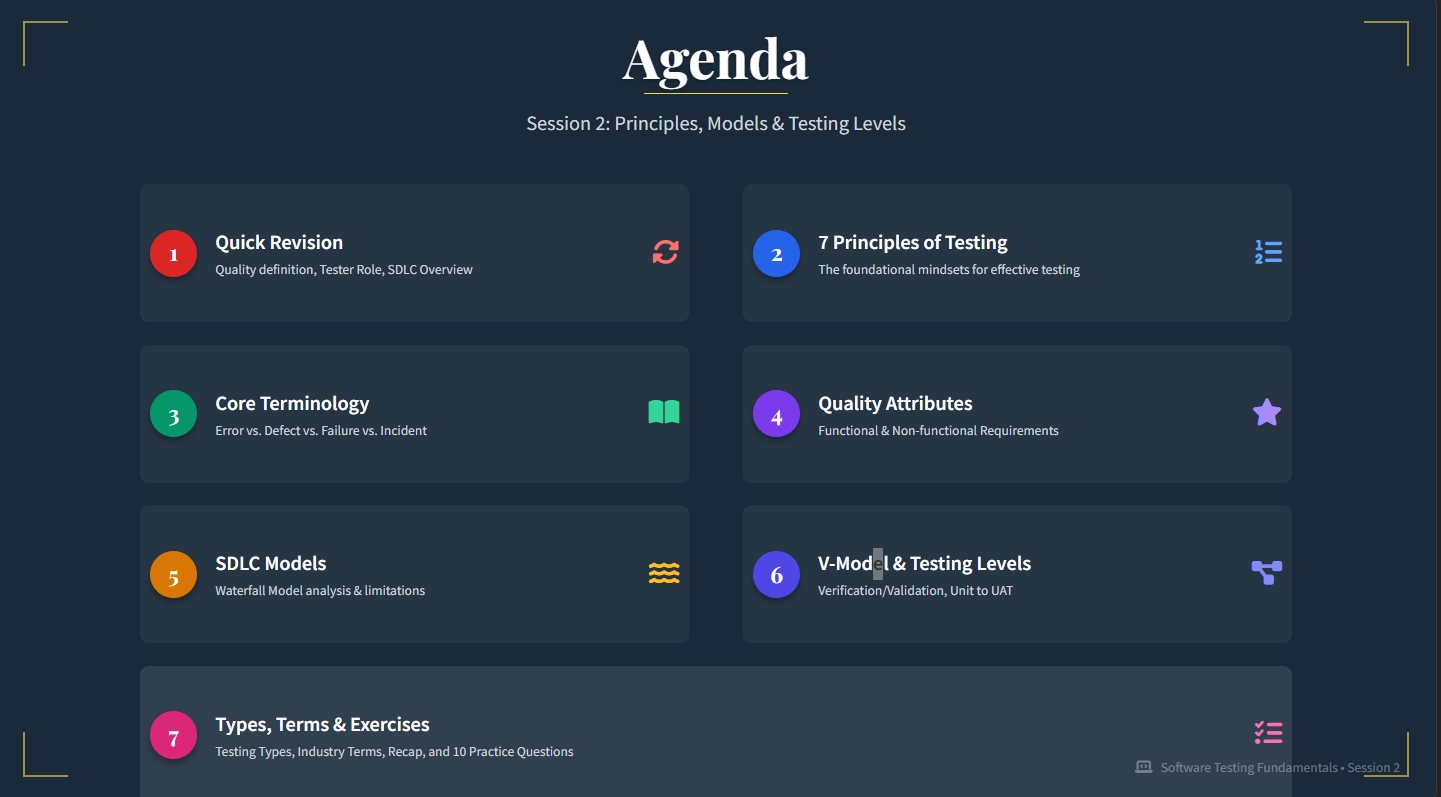 Agenda
Session 2: Principles, Models & Testing Levels
1
Quick Revision
Quality definition, Tester Role, SDLC Overview
2
7 Principles of Testing
The foundational mindsets for effective testing
3
Core Terminology
Error vs. Defect vs. Failure vs. Incident
4
Quality Attributes
Functional & Non-functional Requirements
5
SDLC Models
Waterfall Model analysis & limitations
6
V-Model & Testing Levels
Verification/Validation, Unit to UAT
7
Types, Terms & Exercises
Testing Types, Industry Terms, Recap, and 10 Practice Questions
Software Testing Fundamentals • Session 2